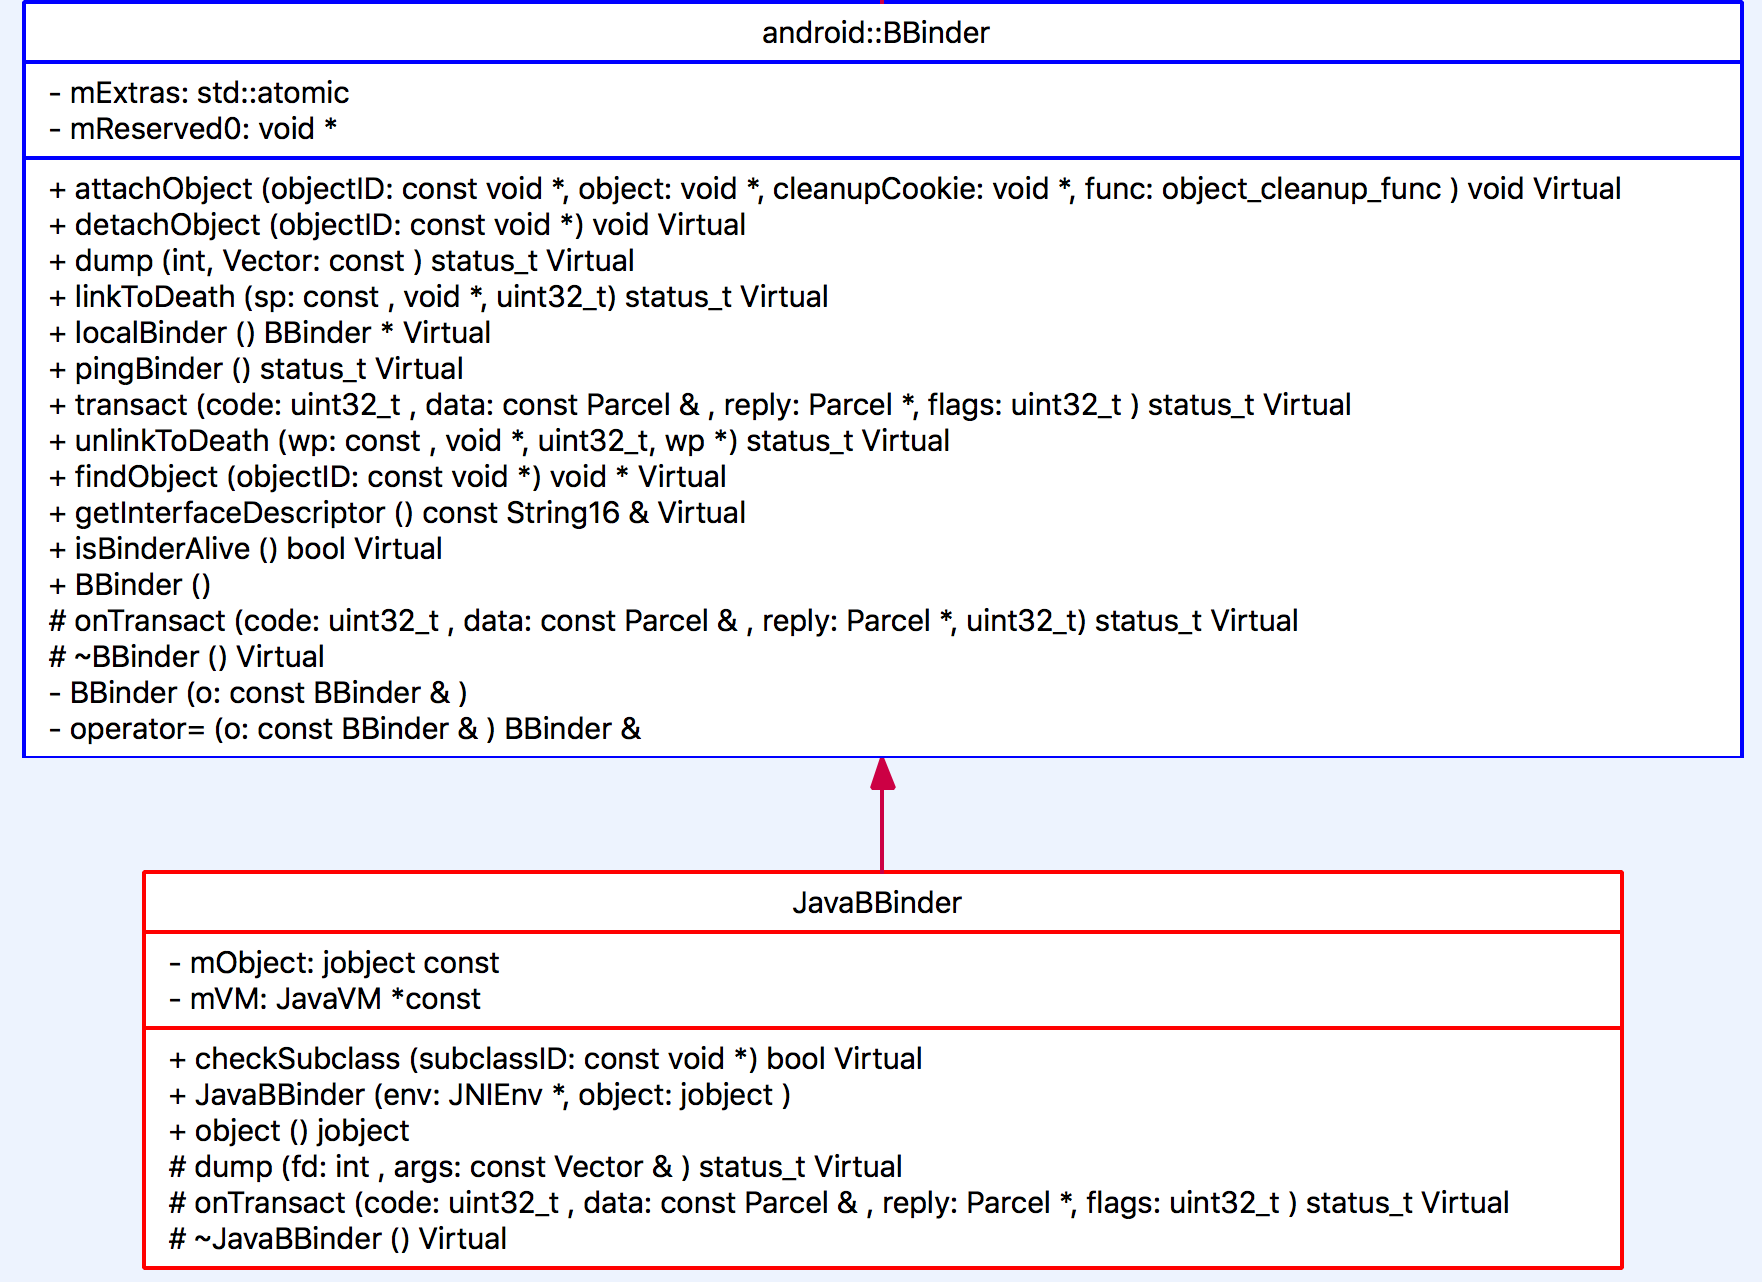 android::BBinder
- mExtras: std::atomic
- mReserved0: void *
+ attachObject (objectID: const void *, object: void *, cleanupCookie: void *, func: object_cleanup_func ) void Virtual
+ detachObject (objectID: const void *) void Virtual
+ dump (int, Vector: const ) status_t Virtual
+ linkToDeath (sp: const , void *, uint32_t) status_t Virtual
+ localBinder () BBinder * Virtual
+ pingBinder () status_t Virtual
+ transact (code: uint32_t , data: const Parcel & , reply: Parcel *, flags: uint32_t ) status_t Virtual
+ unlinkToDeath (wp: const , void *, uint32_t, wp *) status_t Virtual
+ findObject (objectID: const void *) void * Virtual
+ getInterfaceDescriptor () const String16 & Virtual
+ isBinderAlive () bool Virtual
+ BBinder ()
# onTransact (code: uint32_t , data: const Parcel & , reply: Parcel *, uint32_t) status_t Virtual
# ~BBinder () Virtual
- BBinder (o: const BBinder & )
- operator= (o: const BBinder & ) BBinder &
JavaBBinder
- mObject: jobject const
- mVM: JavaVM *const
+ checkSubclass (subclassID: const void *) bool Virtual
+ JavaBBinder (env: JNIEnv *, object: jobject )
+ object () jobject
# dump (fd: int , args: const Vector & ) status_t Virtual
# onTransact (code: uint32_t , data: const Parcel & , reply: Parcel *, flags: uint32_t ) status_t Virtual
# ~JavaBBinder () Virtual